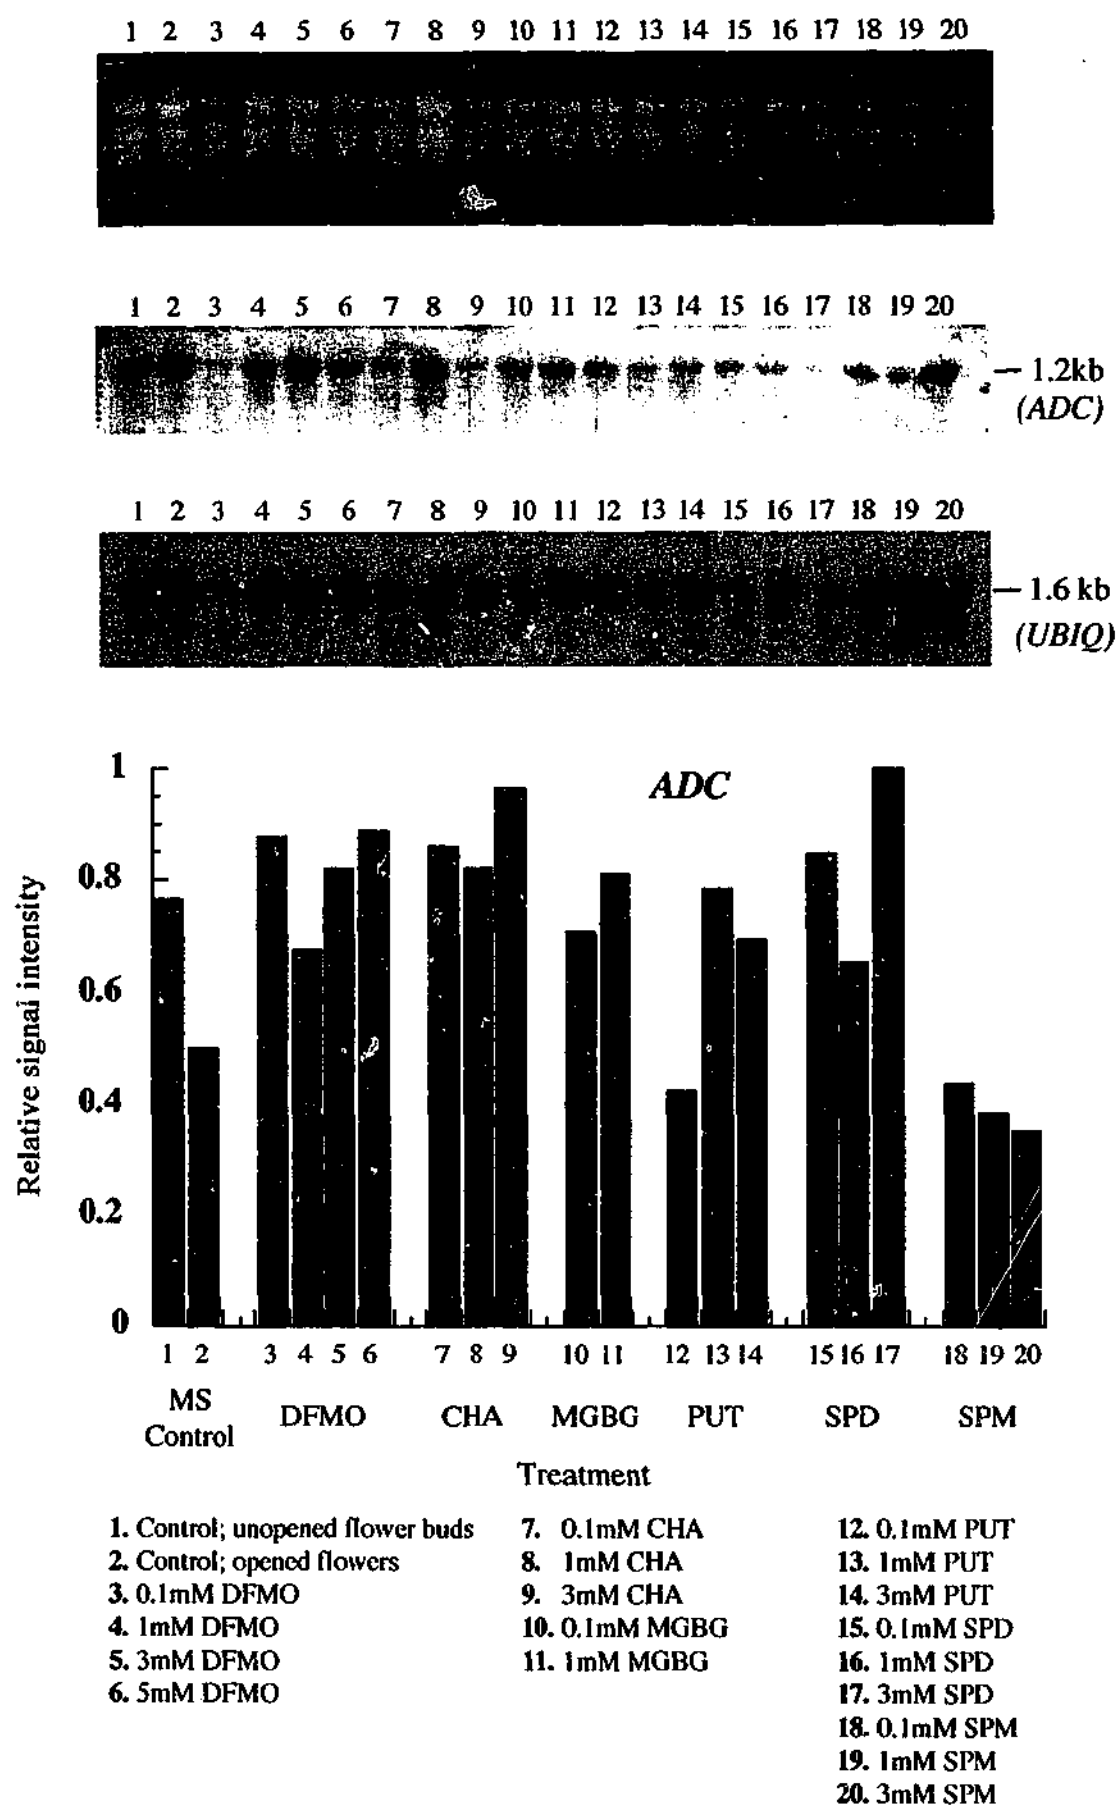 1 2 3 4 5 6 7 8 9 10 11 12 13 14 15 16 17 18 19 20
1 2 3 4 5 6 7 8 9 10 11 12 13 14 15 16 17 18 19 20
1.2kb
(ADC)
1 2 3 4 5 6 7 8 9 10 11 12 13 14 15 16 17 18 19 20
1.6 kb
(UBIQ)
ADC
Relative signal intensity
1
0.8
0.6
0.4
0.2
0
1 2 3 4 5 6 7 8 9 10 11 12 13 14 15 16 17 18 19 20
MS Control DFMO CHA MGBG PUT SPD SPM
Treatment
1. Control; unopened flower buds
2. Control; opened flowers
3. 0.1mM DFMO
4. 1mM DFMO
5. 3mM DFMO
6. 5mM DFMO
7. 0.1mM CHA
8. 1mM CHA
9. 3mM CHA
10. 0.1mM MGBG
11. 1mM MGBG
12. 0.1mM PUT
13. 1mM PUT
14. 3mM PUT
15. 0.1mM SPD
16. 1mM SPD
17. 3mM SPD
18. 0.1mM SPM
19. 1mM SPM
20. 3mM SPM